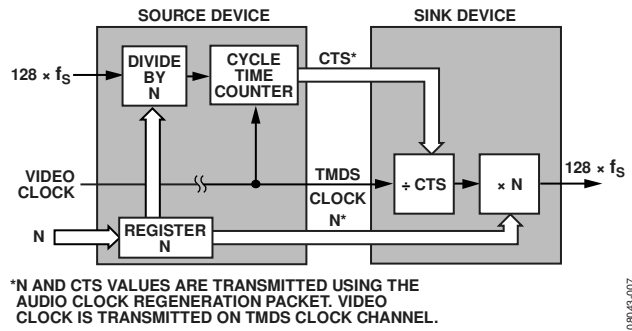 SOURCE DEVICE
SINK DEVICE
128 × fS
DIVIDE
BY
N
CYCLE
TIME
COUNTER
CTS*
VIDEO
CLOCK
TMDS
CLOCK
N*
÷ CTS
× N
128 × fS
N
REGISTER
N
*N AND CTS VALUES ARE TRANSMITTED USING THE
AUDIO CLOCK REGENERATION PACKET. VIDEO
CLOCK IS TRANSMITTED ON TMDS CLOCK CHANNEL.
08043-007